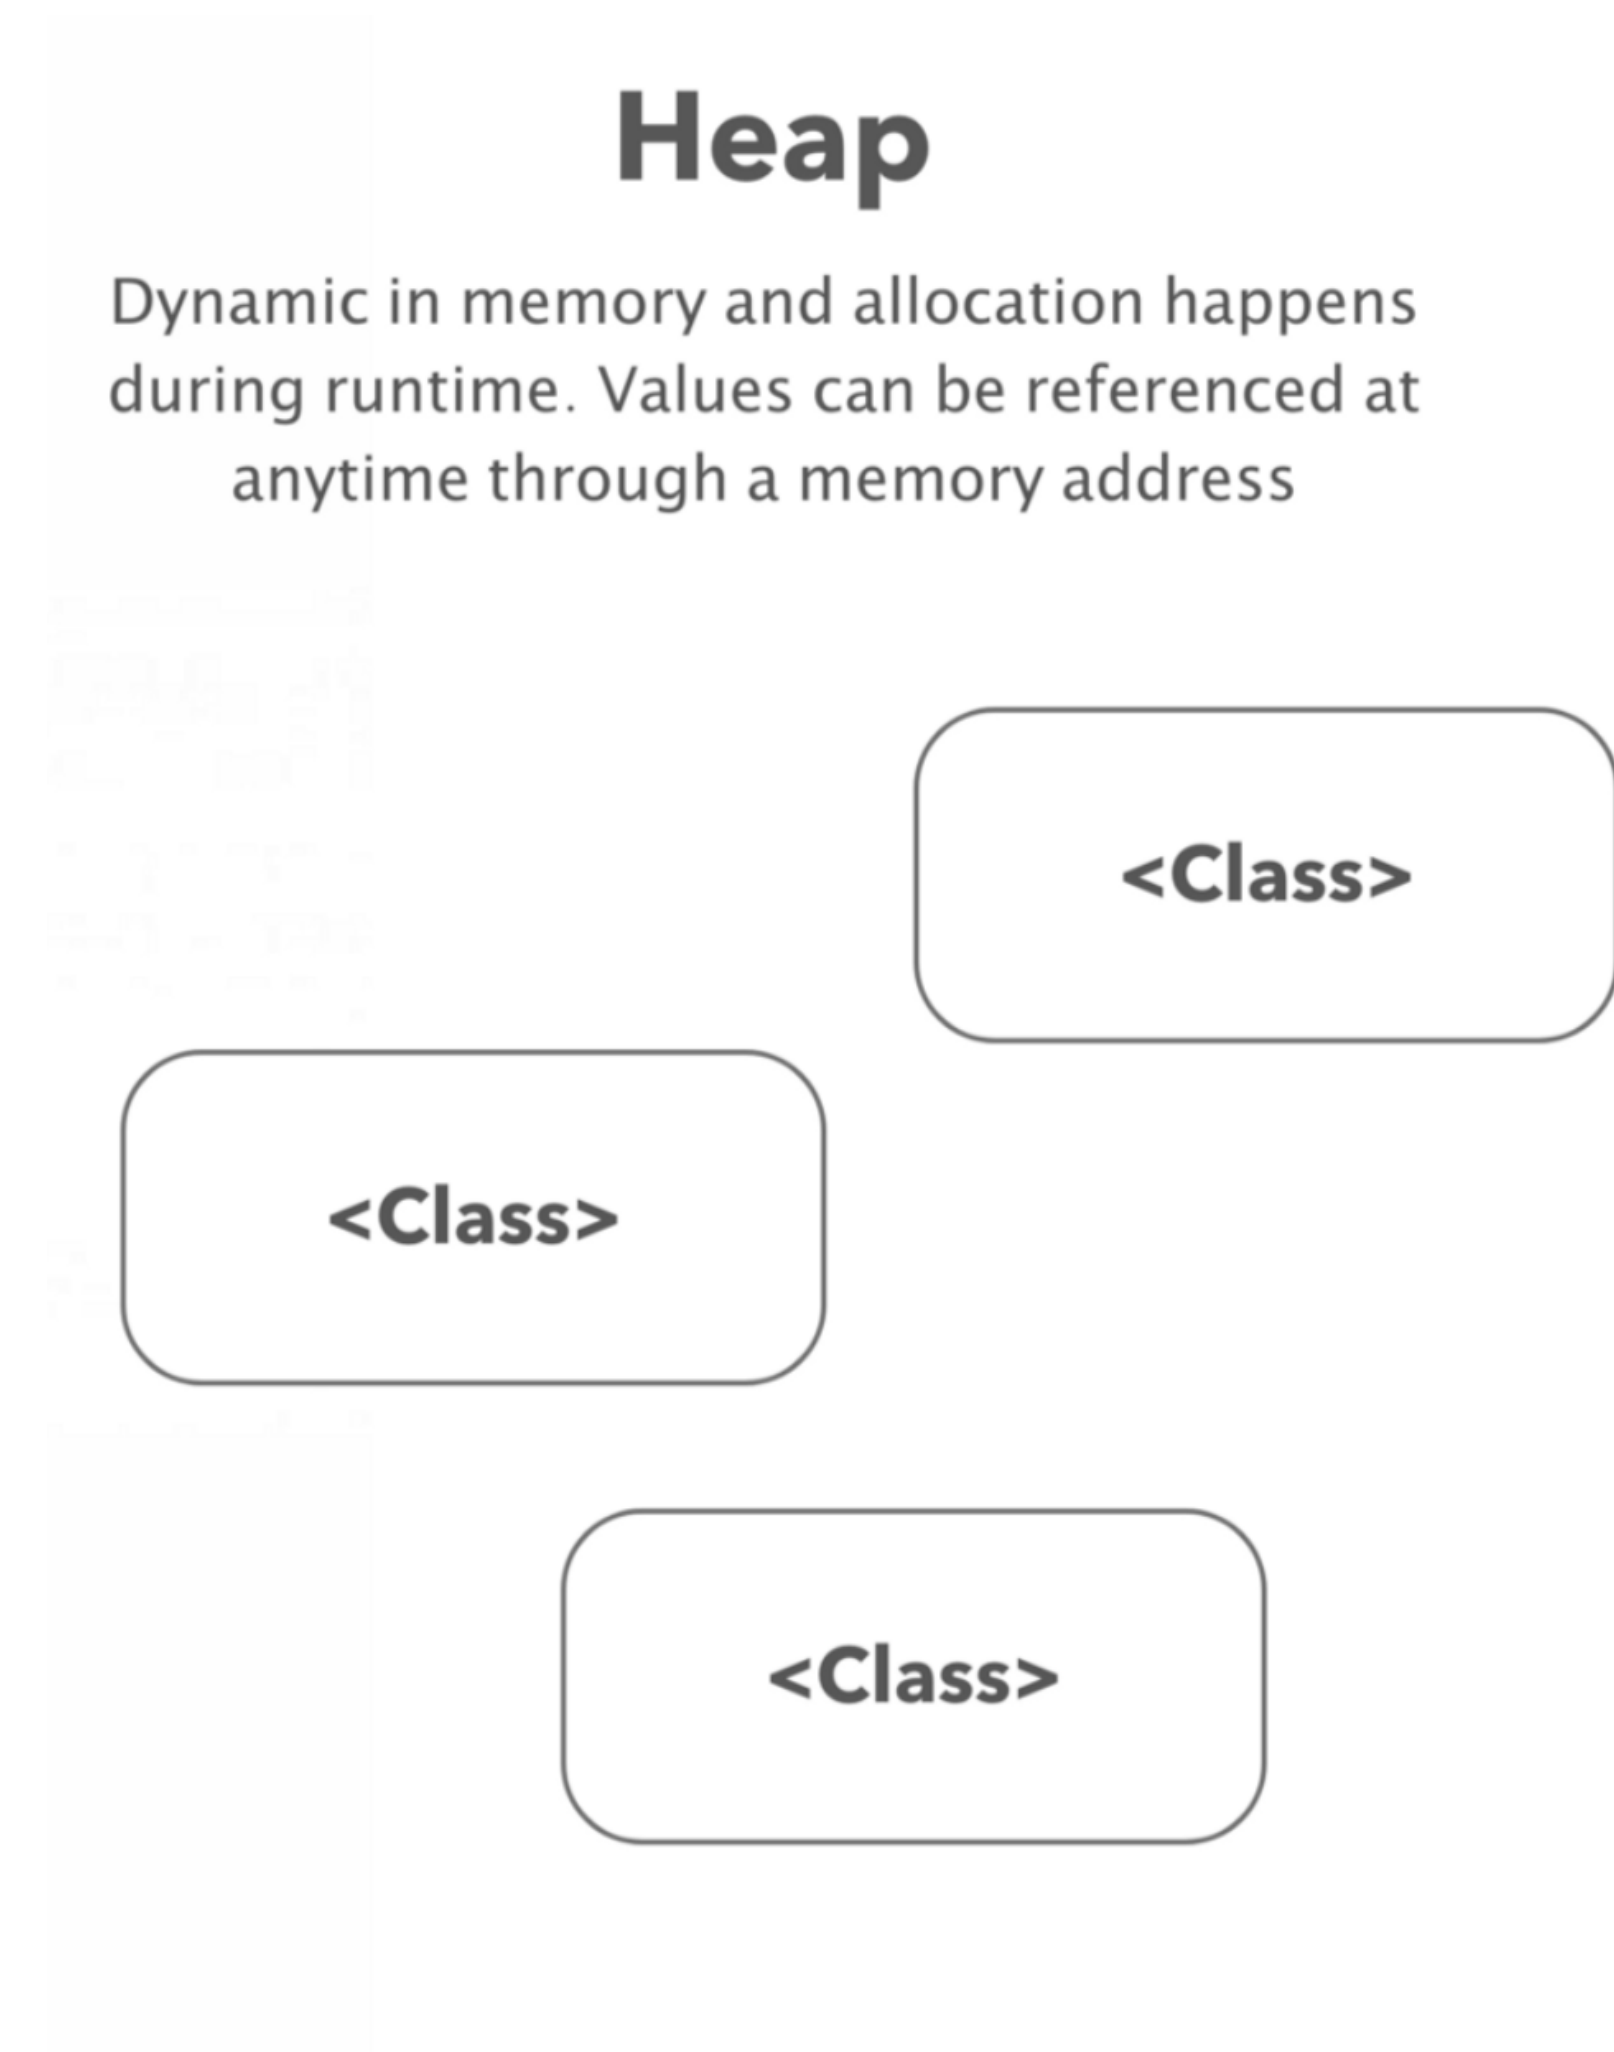 Heap
Dynamic in memory and allocation happens
during runtime. Values can be referenced at
anytime through a memory address
<Class>
<Class>
<Class>